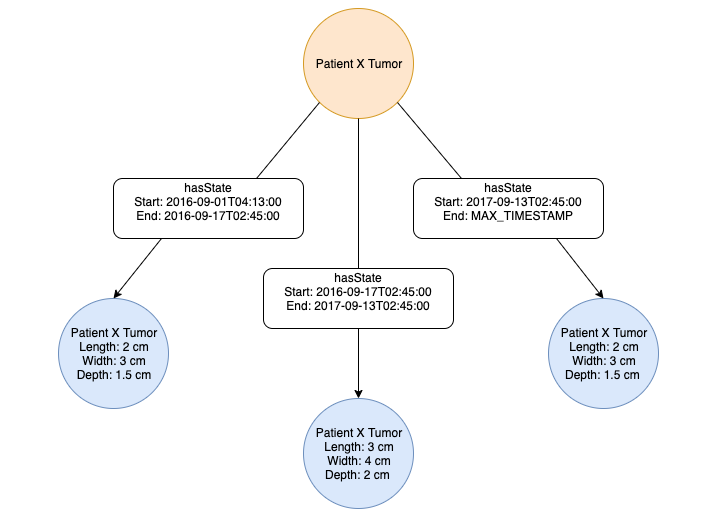 Patient X Tumor
hasState
Start: 2016-09-01T04:13:00
End: 2016-09-17T02:45:00
hasState
Start: 2017-09-13T02:45:00
End: MAX_TIMESTAMP
hasState
Start: 2016-09-17T02:45:00
End: 2017-09-13T02:45:00
Patient X Tumor
Length: 2 cm
Width: 3 cm
Depth: 1.5 cm
Patient X Tumor
Length: 2 cm
Width: 3 cm
Depth: 1.5 cm
Patient X Tumor
Length: 3 cm
Width: 4 cm
Depth: 2 cm